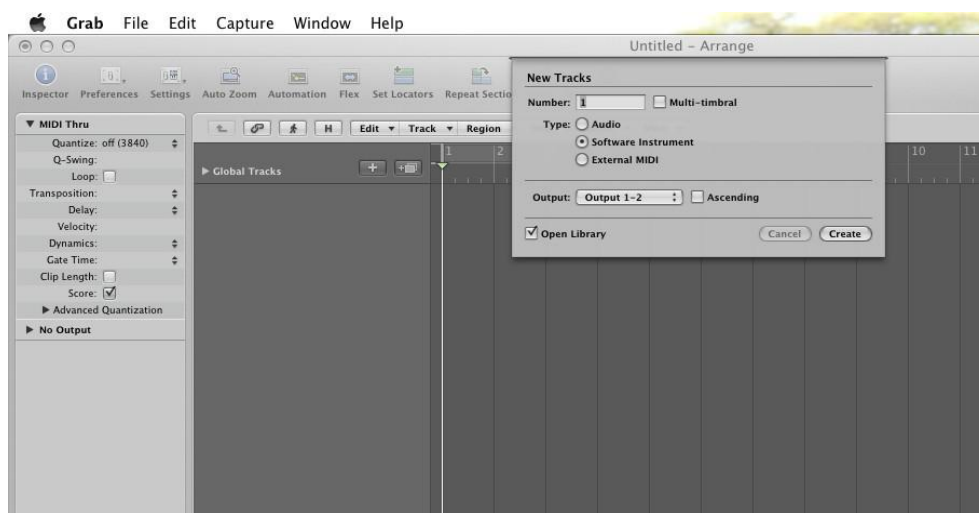 Grab File Edit Capture Window Help
Untitled – Arrange
Inspector Preferences Settings Auto Zoom Automation Flex Set Locators Repeat Sectio
MIDI Thru
Quantize: off (3840)
Q-Swing:
Loop:
Transposition:
Delay:
Velocity:
Dynamics:
Gate Time:
Clip Length:
Score:
Advanced Quantization
No Output
H Edit Track Region
Global Tracks
1 2 10 11
New Tracks
Number: 1 Multi-timbral
Type: Audio
Software Instrument
External MIDI
Output: Output 1-2 Ascending
Open Library Cancel Create